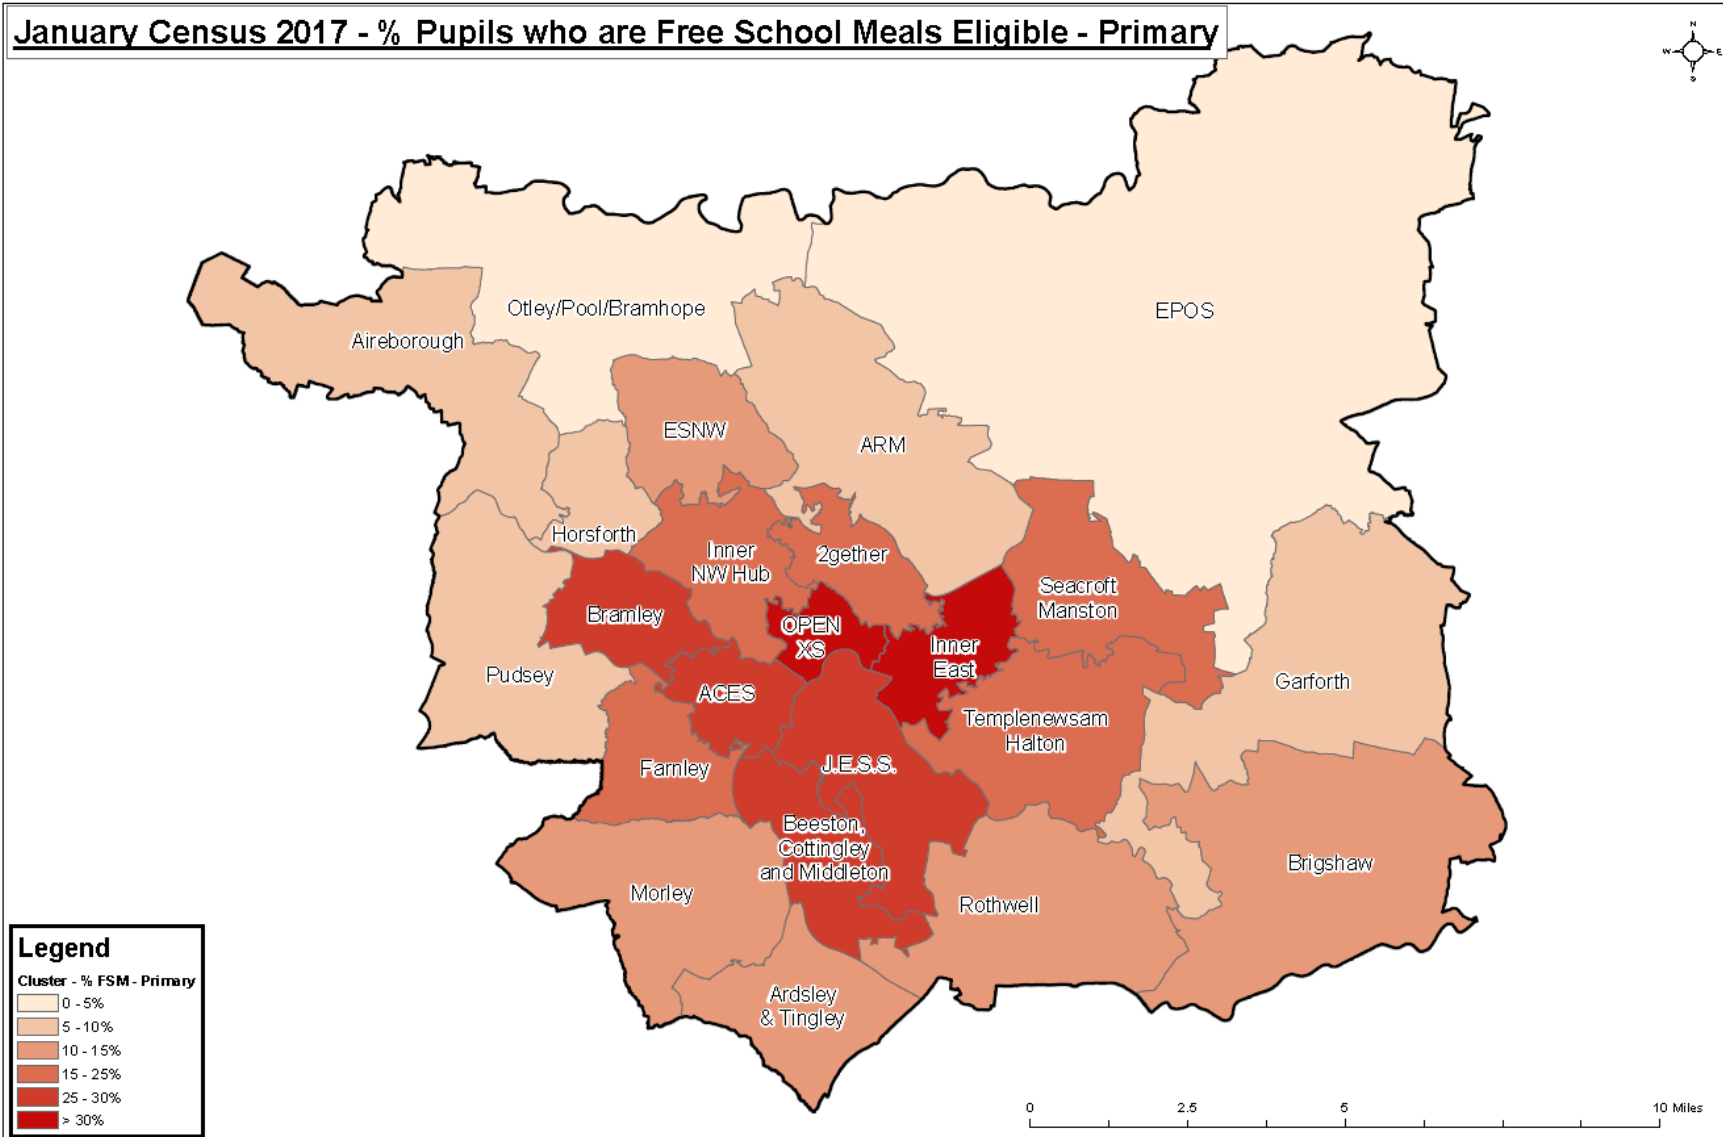 January Census 2017 - % Pupils who are Free School Meals Eligible - Primary
N
W
E
S
Otley/Pool/Bramhope
EPOS
Aireborough
ESNW
ARM
Horsforth
Inner
NW Hub
2gether
Seacroft
Manston
Bramley
OPEN
XS
Inner
East
Pudsey
ACES
Garforth
Templenewsam
Halton
Farnley
J.E.S.S.
Beeston,
Cottingley
and Middleton
Brigshaw
Morley
Rothwell
Ardsley
& Tingley
Legend
Cluster - % FSM - Primary
0 - 5%
5 - 10%
10 - 15%
15 - 25%
25 - 30%
> 30%
0 2.5 5 10 Miles